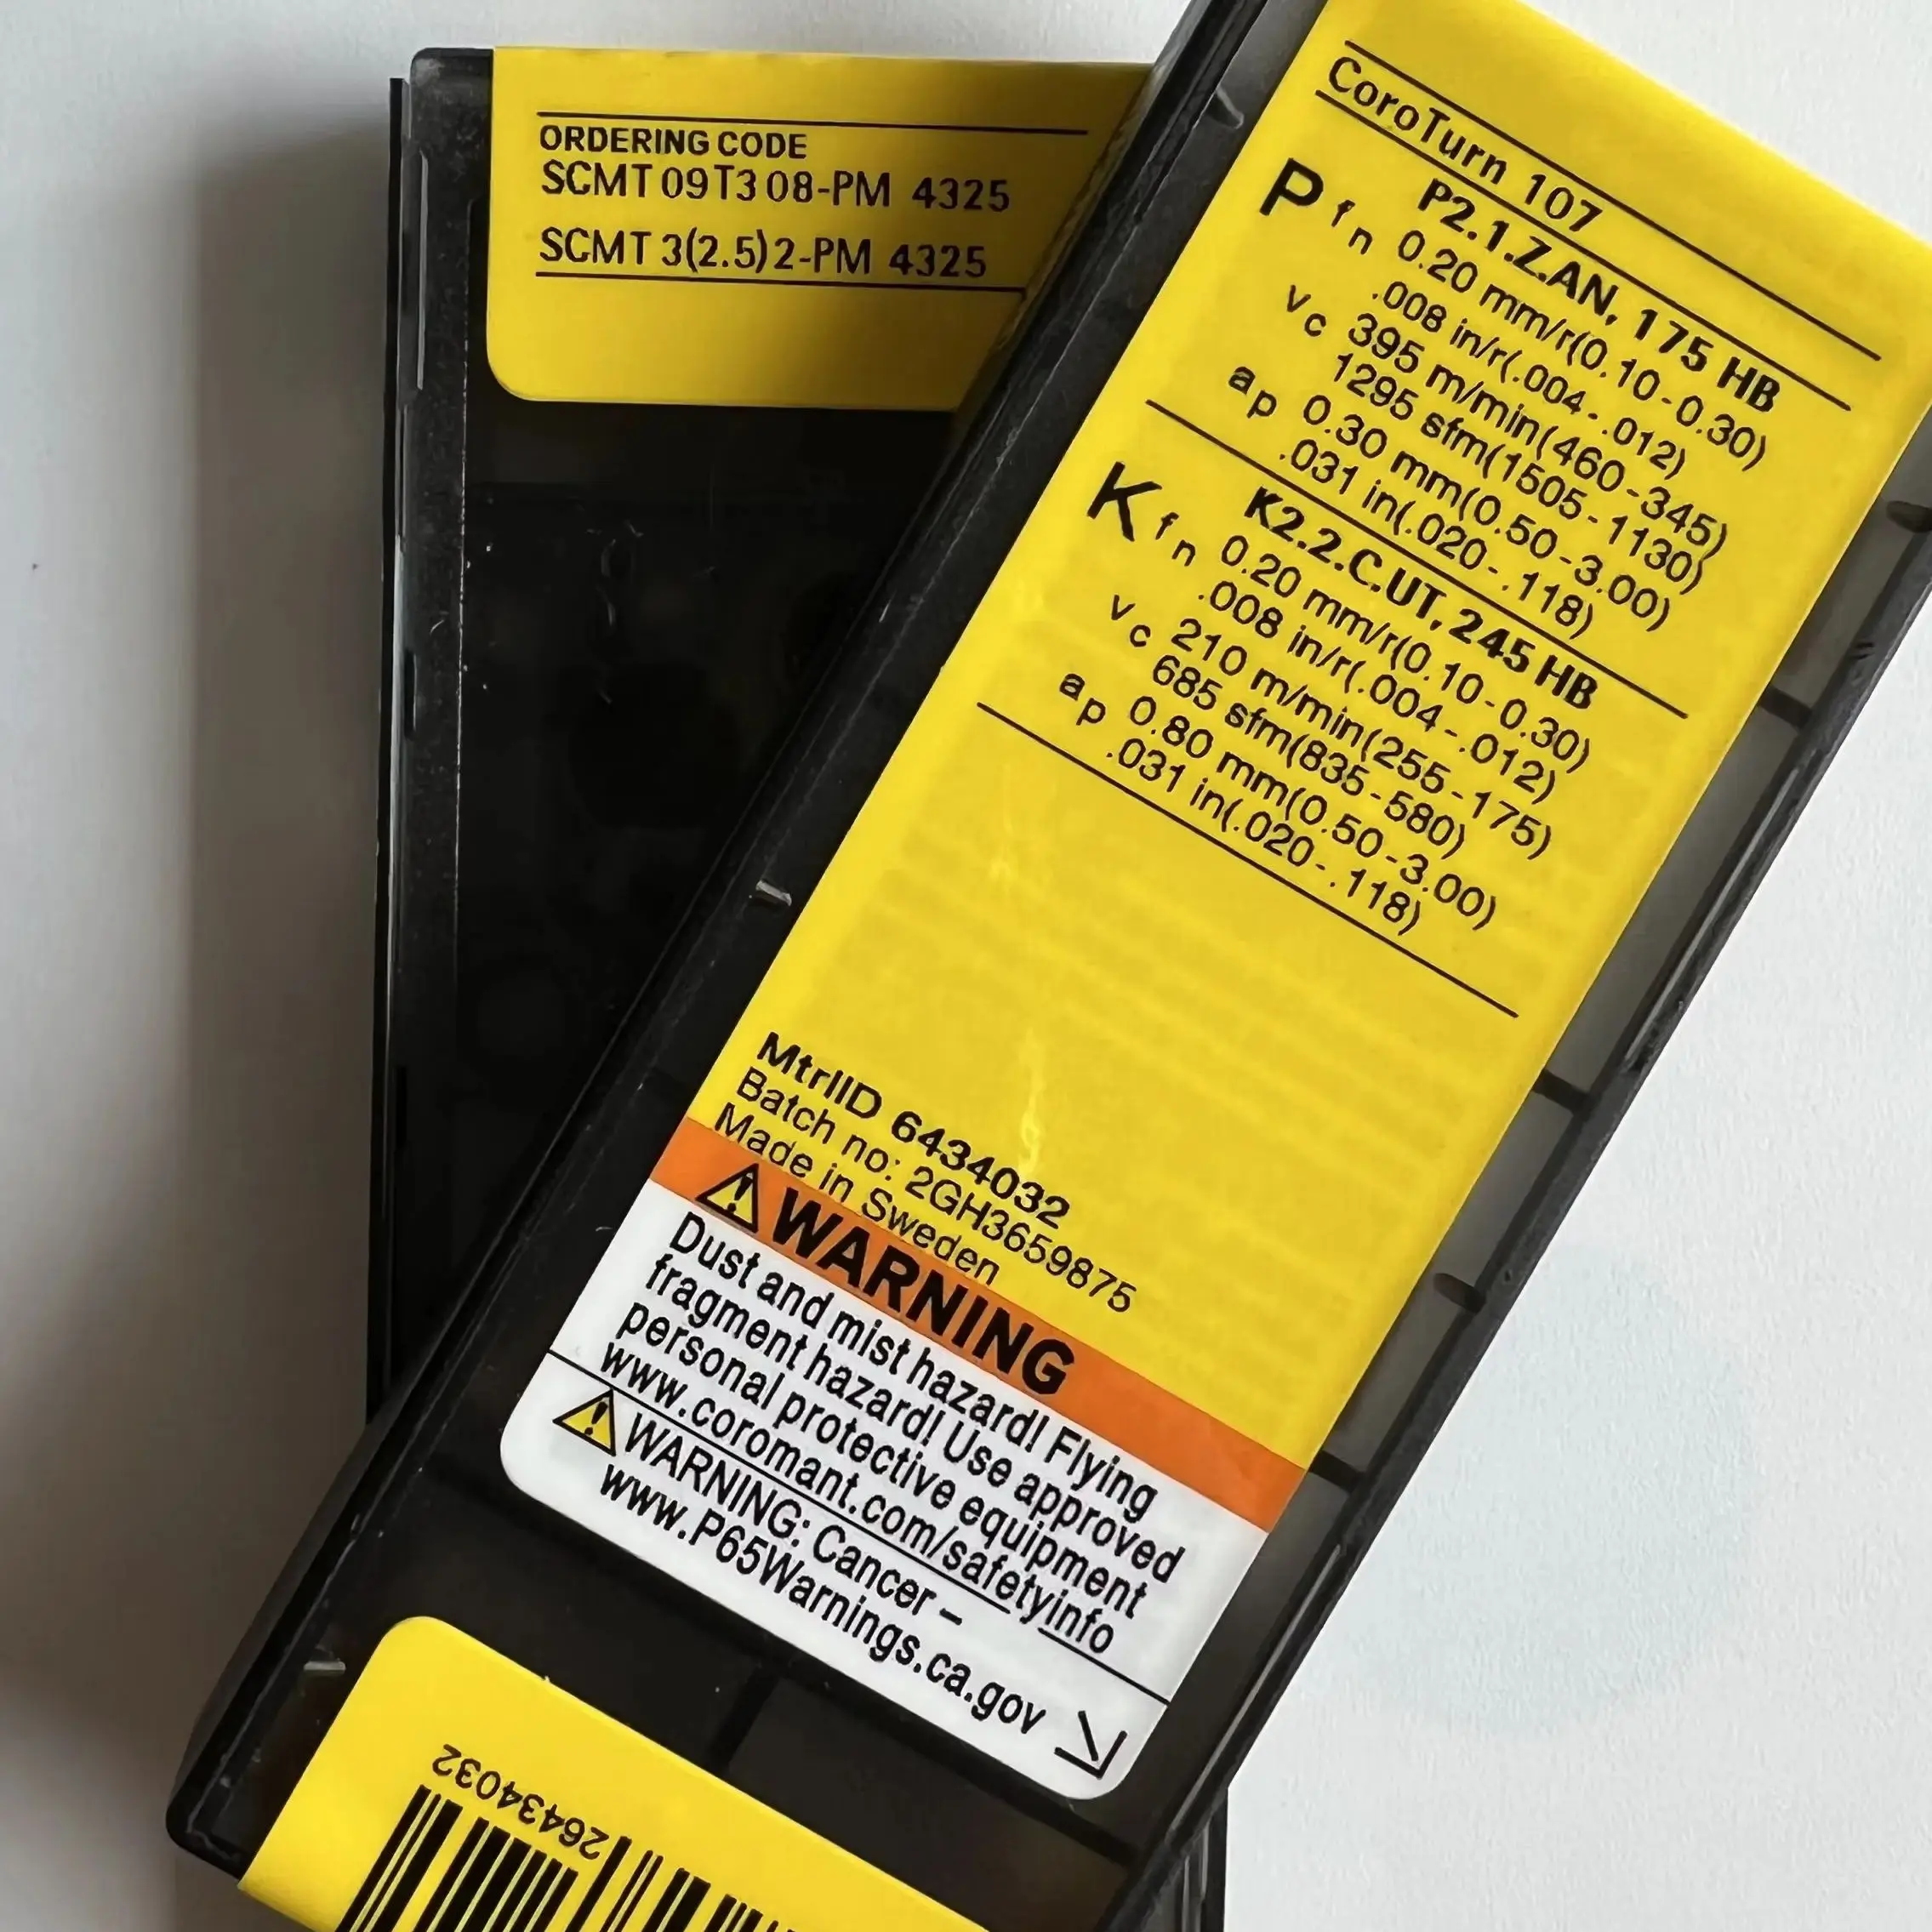 ORDERING CODE
SCMT 09 T3 08-PM 4325
SCMT 3(2.5)2-PM 4325
CoroTurn 107
P P2.1.Z.AN, 175 HB
fn 0.20 mm/r(0.10-0.30)
.008 in/r(.004-.012)
vc 395 m/min(460-345)
1295 sfm(1505-1130)
ap 0.30 mm(0.50-3.00)
.031 in(.020-.118)
K K2.2.C.UT, 245 HB
fn 0.20 mm/r(0.10-0.30)
.008 in/r(.004-.012)
vc 210 m/min(255-175)
685 sfm(835-580)
ap 0.80 mm(0.50-3.00)
.031 in(.020-.118)
MtrlID 6434032
Batch no: 2GH3659875
Made in Sweden
WARNING
Dust and mist hazard! Flying
fragment hazard! Use approved
personal protective equipment
www.coromant.com/safetyinfo
WARNING: Cancer –
www.P65Warnings.ca.gov
26434032